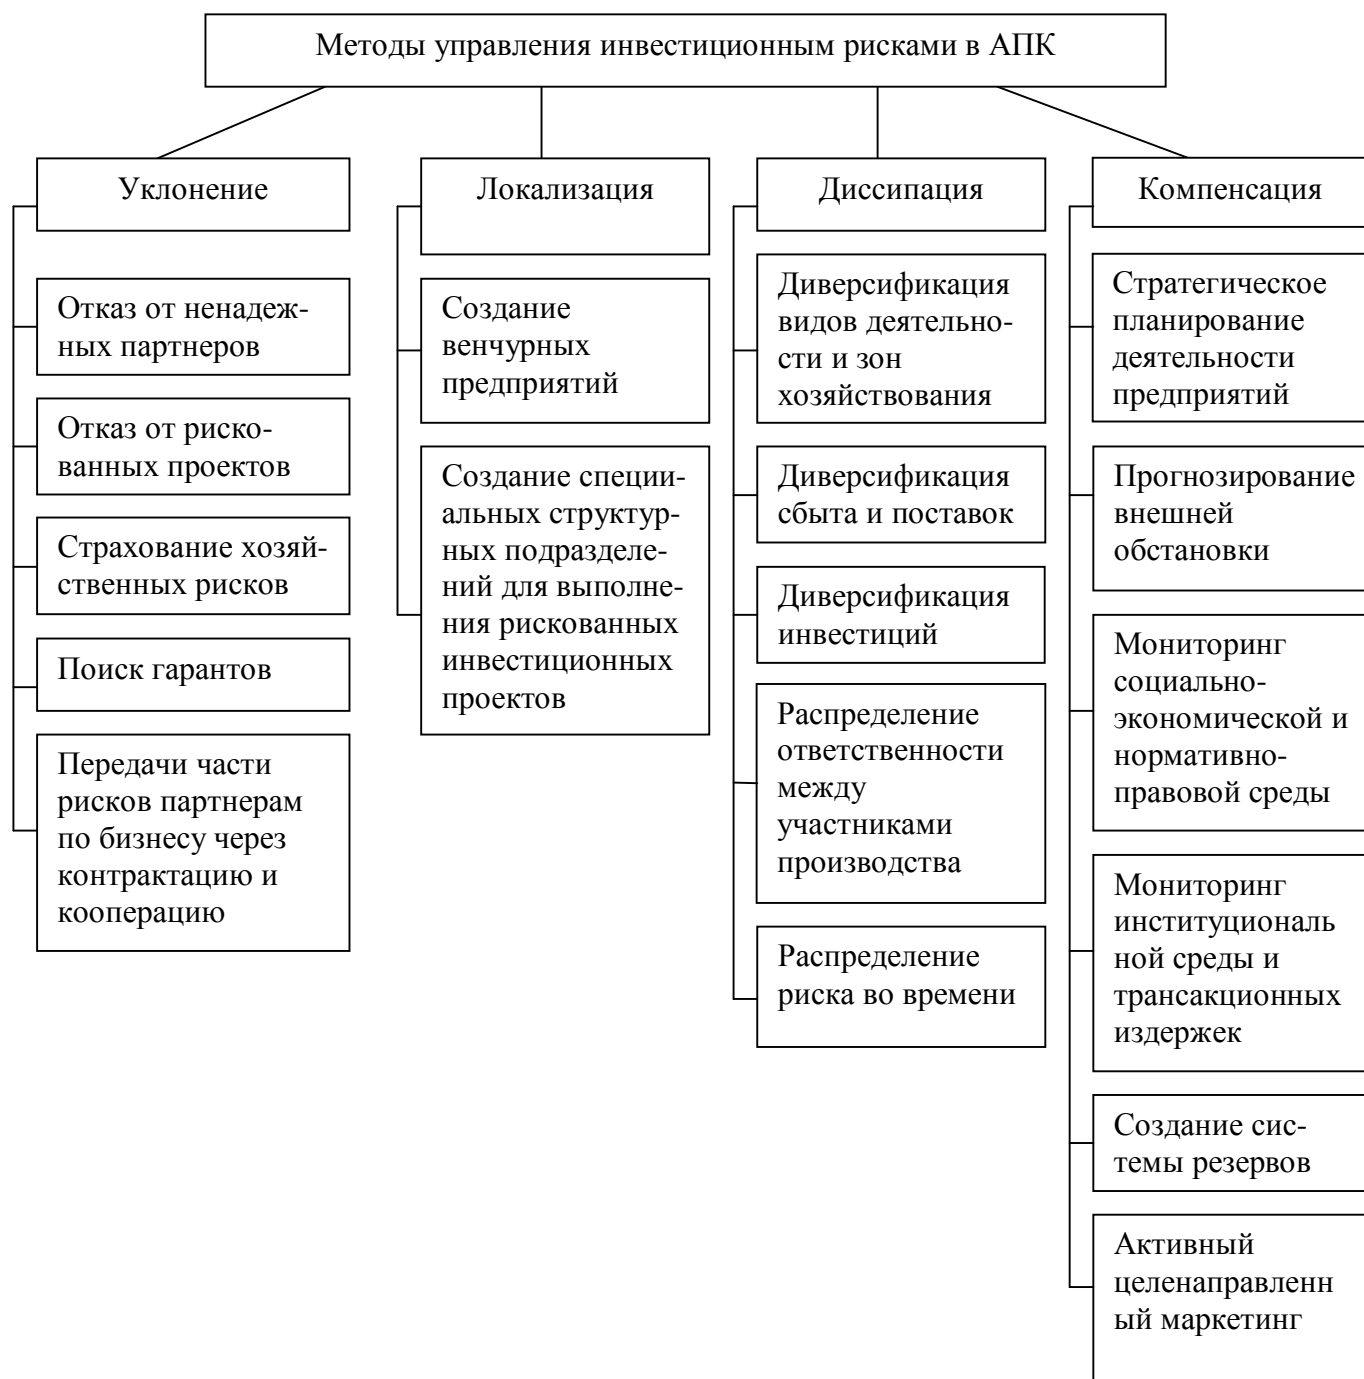 Методы управления инвестиционным рисками в АПК
Уклонение
Отказ от ненадеж-
ных партнеров
Отказ от риско-
ванных проектов
Страхование хозяй-
ственных рисков
Поиск гарантов
Передачи части
рисков партнерам
по бизнесу через
контрактацию и
кооперацию
Локализация
Создание
венчурных
предприятий
Создание специ-
альных структур-
ных подразделе-
ний для выполне-
ния рискованных
инвестиционных
проектов
Диссипация
Диверсификация
видов деятельно-
сти и зон
хозяйствования
Диверсификация
сбыта и поставок
Диверсификация
инвестиций
Распределение
ответственности
между
участниками
производства
Распределение
риска во времени
Компенсация
Стратегическое
планирование
деятельности
предприятий
Прогнозирование
внешней
обстановки
Мониторинг
социально-
экономической и
нормативно-
правовой среды
Мониторинг
институциональ
ной среды и
трансакционных
издержек
Создание сис-
темы резервов
Активный
целенаправленн
ый маркетинг